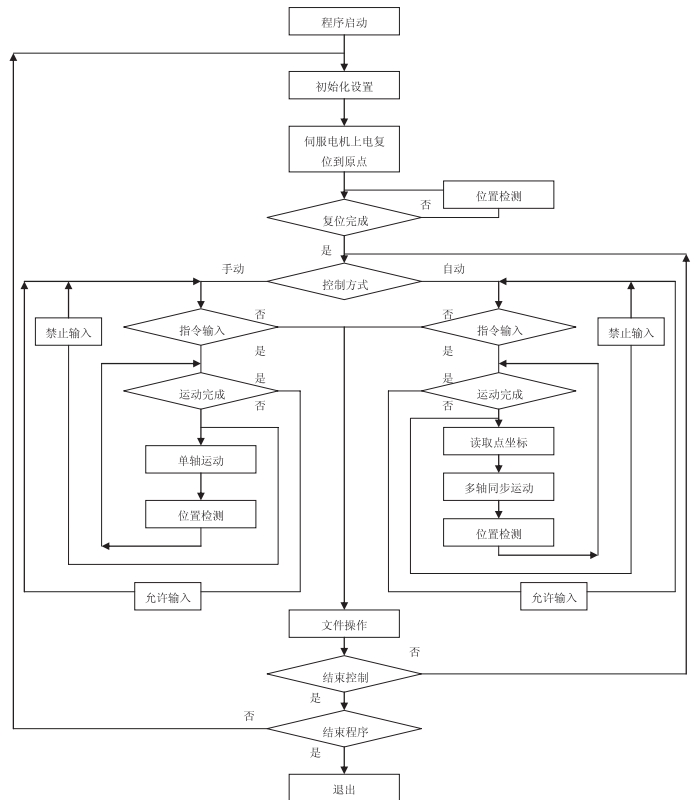 程序启动
初始化设置
伺服电机上电复
位到原点
位置检测
否
复位完成
是
手动
控制方式
自动
禁止输入
指令输入
否
否
指令输入
禁止输入
是
是
运动完成
是
否
是
运动完成
否
单轴运动
位置检测
读取点坐标
多轴同步运动
位置检测
允许输入
允许输入
文件操作
否
结束控制
是
否
结束程序
是
退出